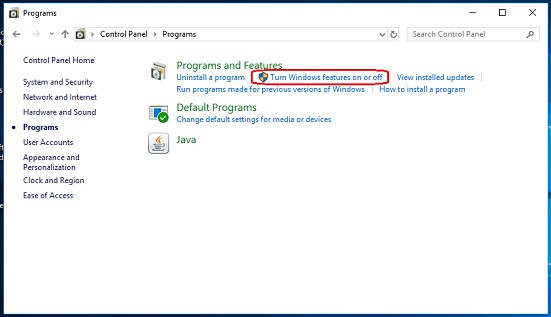 Programs
Control Panel > Programs
Search Control Panel
Control Panel Home
System and Security
Network and Internet
Hardware and Sound
Programs
User Accounts
Appearance and
Personalization
Clock and Region
Ease of Access
Programs and Features
Uninstall a program
Turn Windows features on or off
View installed updates
Run programs made for previous versions of Windows
How to install a program
Default Programs
Change default settings for media or devices
Java